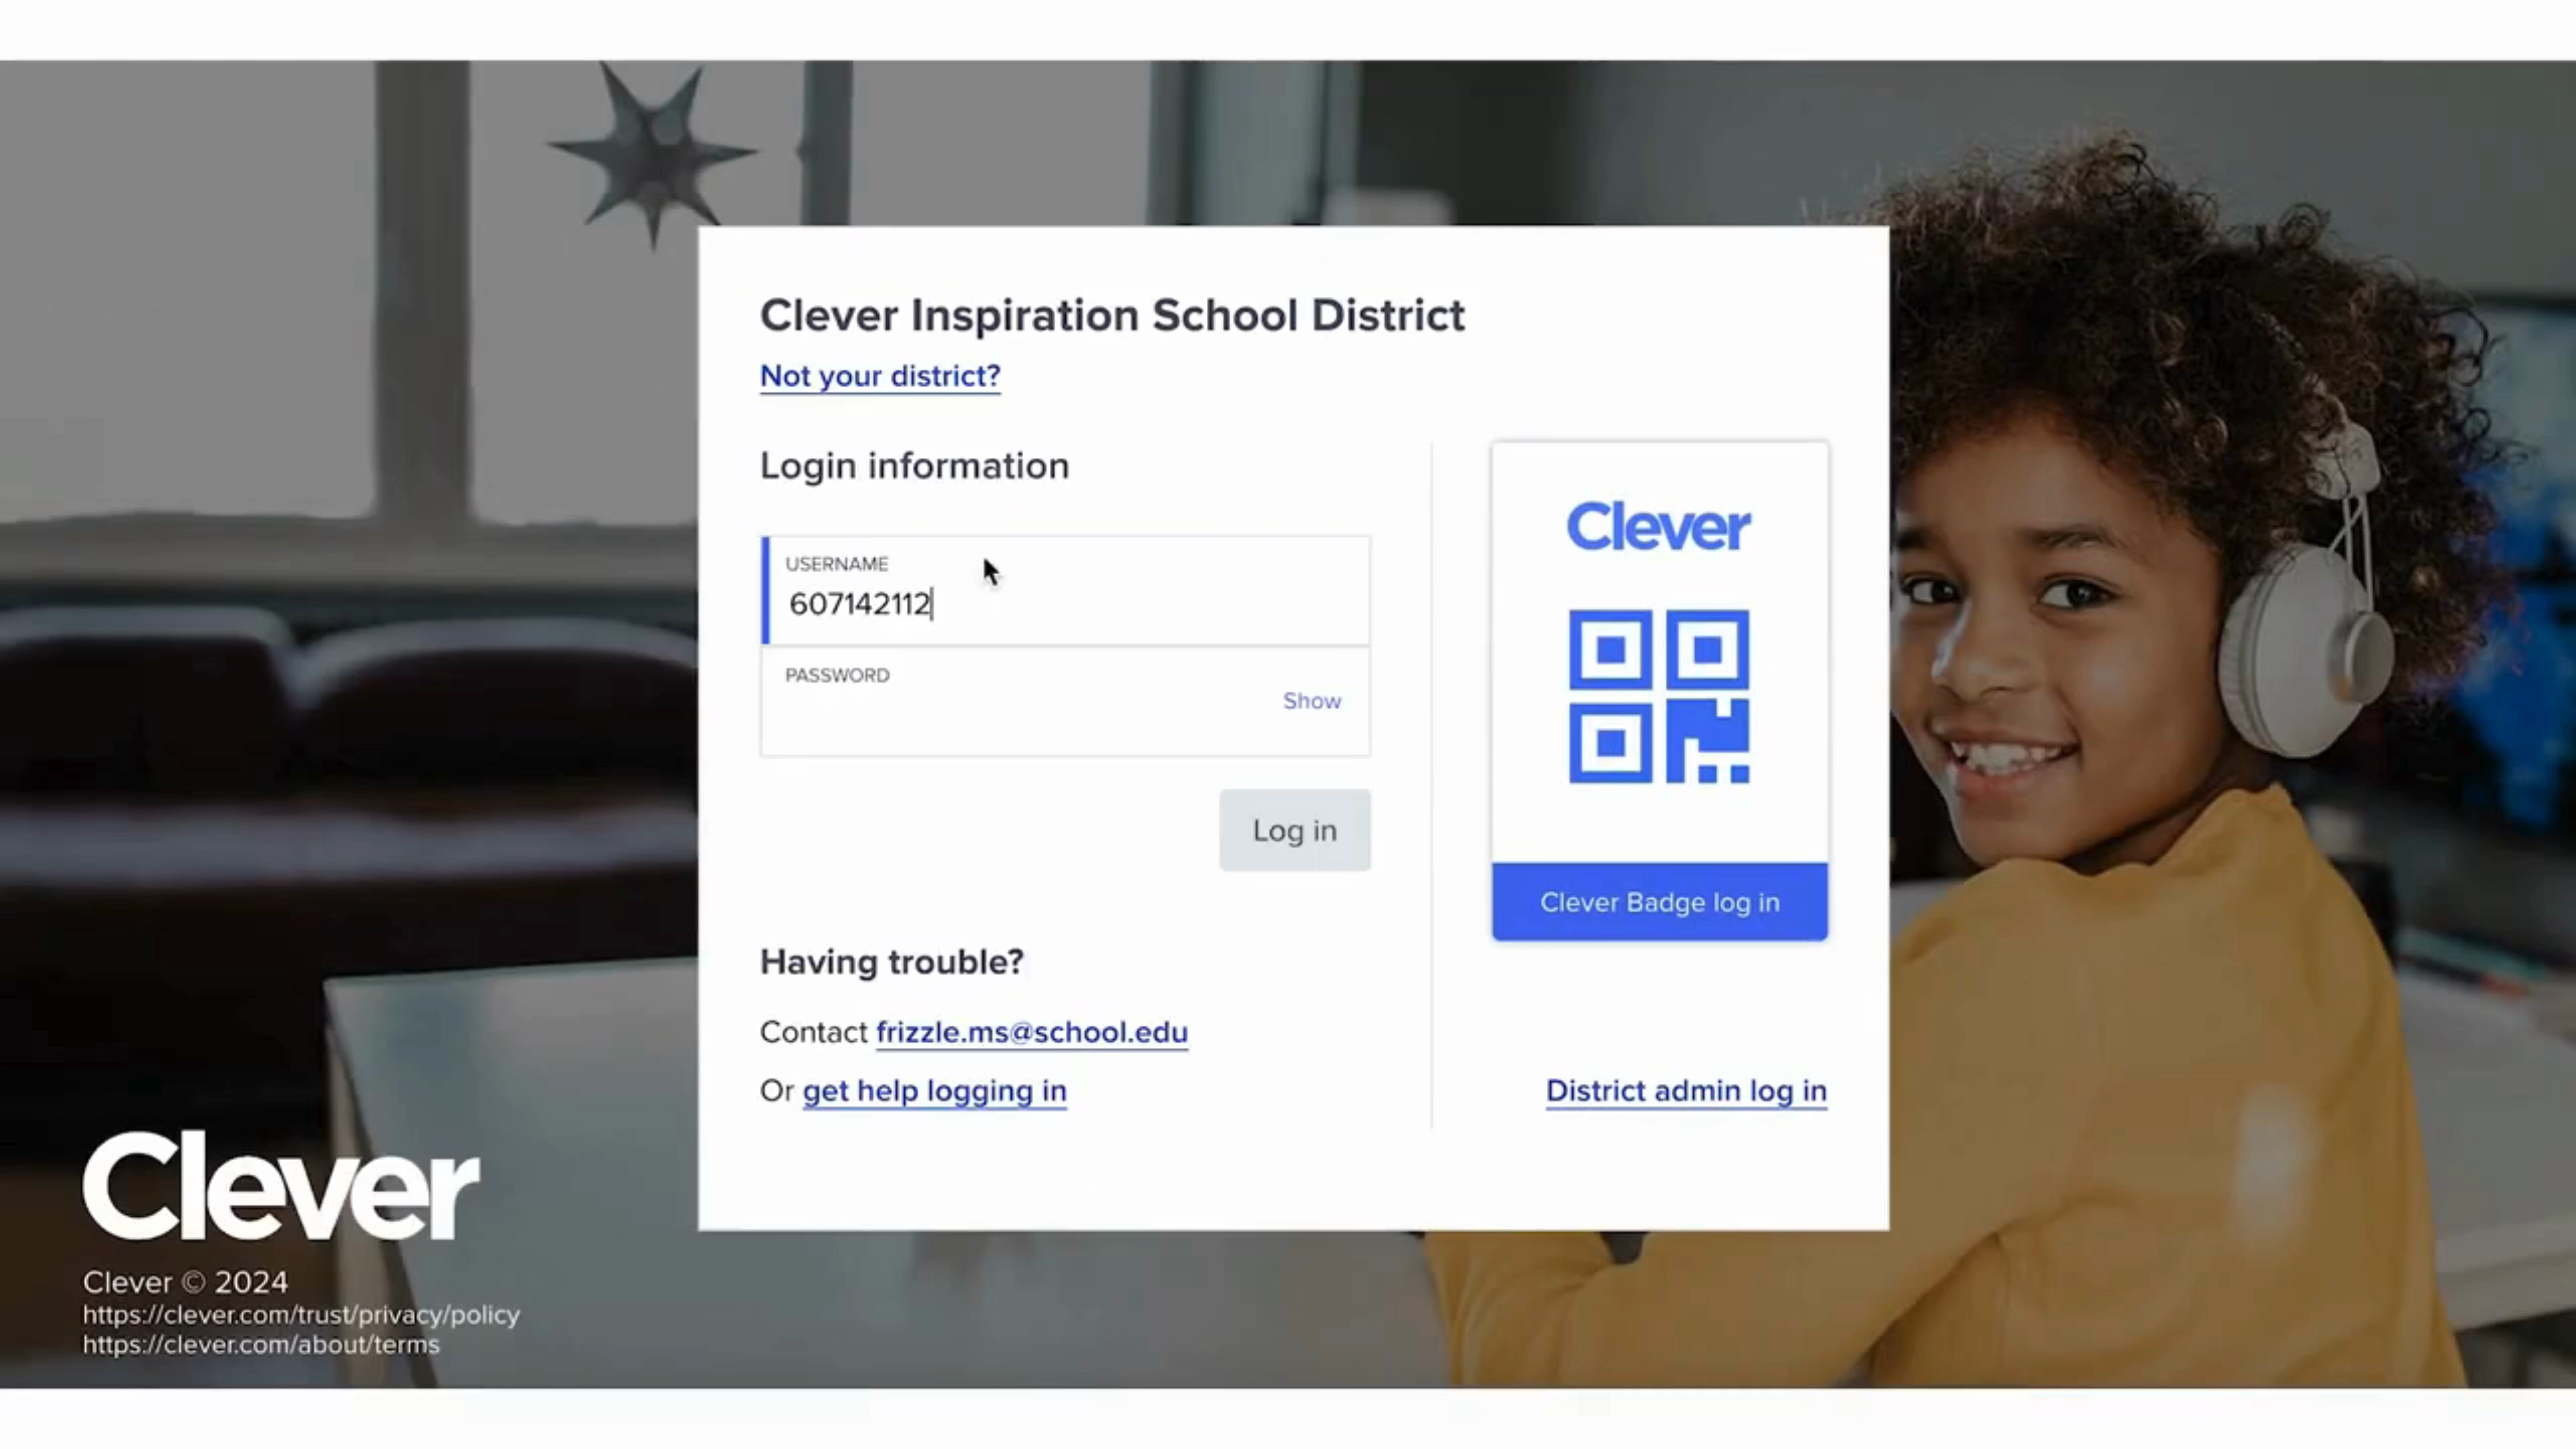 Clever Inspiration School District
Not your district?
Login information
USERNAME
607142112
PASSWORD
Show
Log in
Having trouble?
Contact frizzle.ms@school.edu
Or get help logging in
Clever
Clever Badge log in
District admin log in
Clever
Clever © 2024
https://clever.com/trust/privacy/policy
https://clever.com/about/terms